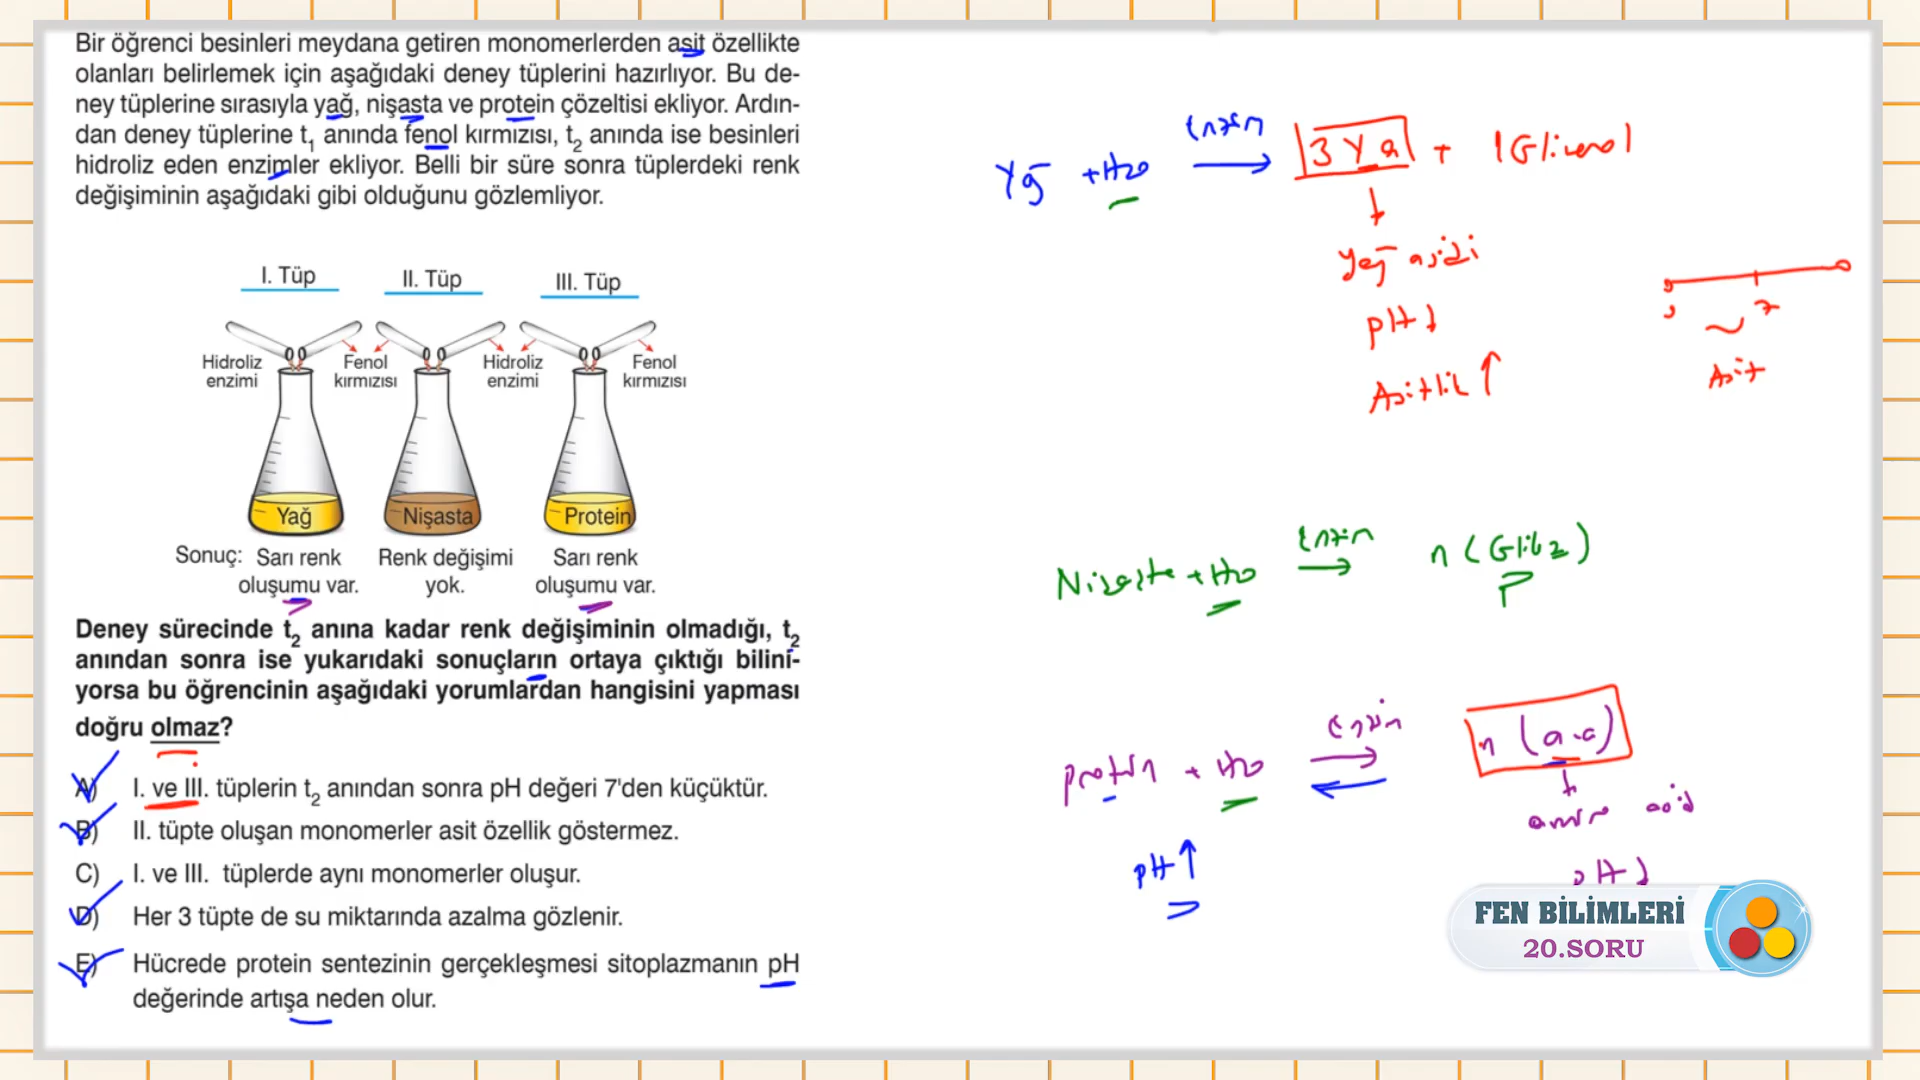 Bir öğrenci besinleri meydana getiren monomerlerden asit özellikte
olanları belirlemek için aşağıdaki deney tüplerini hazırlıyor. Bu de-
ney tüplerine sırasıyla yağ, nişasta ve protein çözeltisi ekliyor. Ardın-
dan deney tüplerine t₁ anında fenol kırmızısı, t₂ anında ise besinleri
hidroliz eden enzimler ekliyor. Belli bir süre sonra tüplerdeki renk
değişiminin aşağıdaki gibi olduğunu gözlemliyor.
I. Tüp II. Tüp III. Tüp
Hidroliz Fenol Hidroliz Fenol
enzimi kırmızısı enzimi kırmızısı
Yağ Nişasta Protein
Sonuç: Sarı renk Renk değişimi Sarı renk
oluşumu var. yok. oluşumu var.
Deney sürecinde t₂ anına kadar renk değişiminin olmadığı, t₂
anından sonra ise yukarıdaki sonuçların ortaya çıktığı bilini-
yorsa bu öğrencinin aşağıdaki yorumlardan hangisini yapması
doğru olmaz?
A) I. ve III. tüplerin t₂ anından sonra pH değeri 7'den küçüktür.
B) II. tüpte oluşan monomerler asit özellik göstermez.
C) I. ve III. tüplerde aynı monomerler oluşur.
D) Her 3 tüpte de su miktarında azalma gözlenir.
E) Hücrede protein sentezinin gerçekleşmesi sitoplazmanın pH
değerinde artışa neden olur.
Yağ + H₂O enzim → 3 Y.a + 1Gliserol
Yağ asidi
pH ↓
Asitlik ↑
7
Asit
Nişasta + H₂O enzim → n (Glikoz)
protein + H₂O enzim → n (a.a)
amino asid
pH ↑
pH ↓
FEN BİLİMLERİ
20.SORU